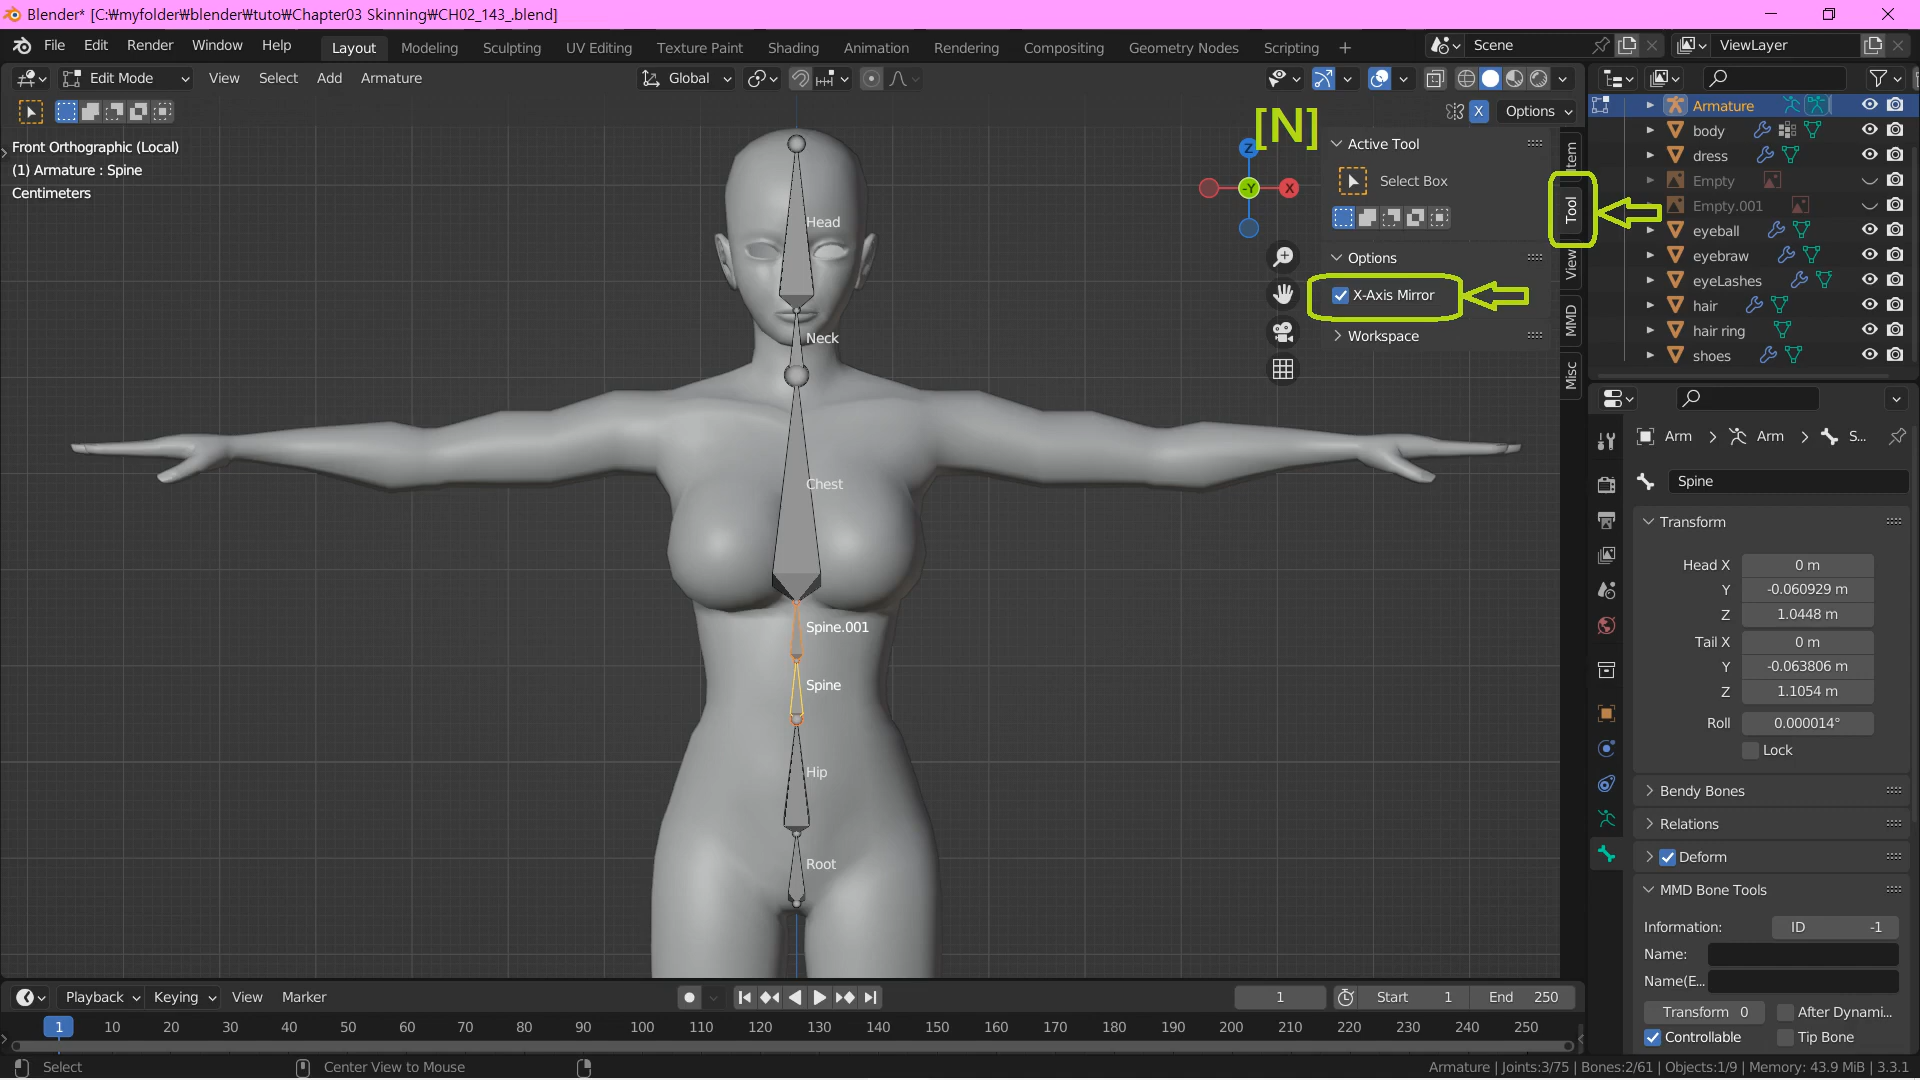 Blender* [C:₩myfolder₩blender₩tuto₩Chapter03 Skinning₩CH02_143_.blend]
File Edit Render Window Help
Layout Modeling Sculpting UV Editing Texture Paint Shading Animation Rendering Compositing Geometry Nodes Scripting +
Scene
ViewLayer
Edit Mode View Select Add Armature
Global
X Options
[N]
Front Orthographic (Local)
(1) Armature : Spine
Centimeters
Z
-Y
X
Active Tool
Select Box
Options
X-Axis Mirror
Workspace
Item
Tool
View
MMD
Misc
Head
Neck
Chest
Spine.001
Spine
Hip
Root
Armature
body
dress
Empty
Empty.001
eyeball
eyebraw
eyeLashes
hair
hair ring
shoes
Arm > Arm > S...
Spine
Transform
Head X 0 m
Y -0.060929 m
Z 1.0448 m
Tail X 0 m
Y -0.063806 m
Z 1.1054 m
Roll 0.000014°
Lock
Bendy Bones
Relations
Deform
MMD Bone Tools
Information: ID -1
Name:
Name(E...
Transform 0 After Dynami...
Controllable Tip Bone
Playback Keying View Marker
1 Start 1 End 250
1 10 20 30 40 50 60 70 80 90 100 110 120 130 140 150 160 170 180 190 200 210 220 230 240 250
Select Center View to Mouse
Armature | Joints:3/75 | Bones:2/61 | Objects:1/9 | Memory: 43.9 MiB | 3.3.1